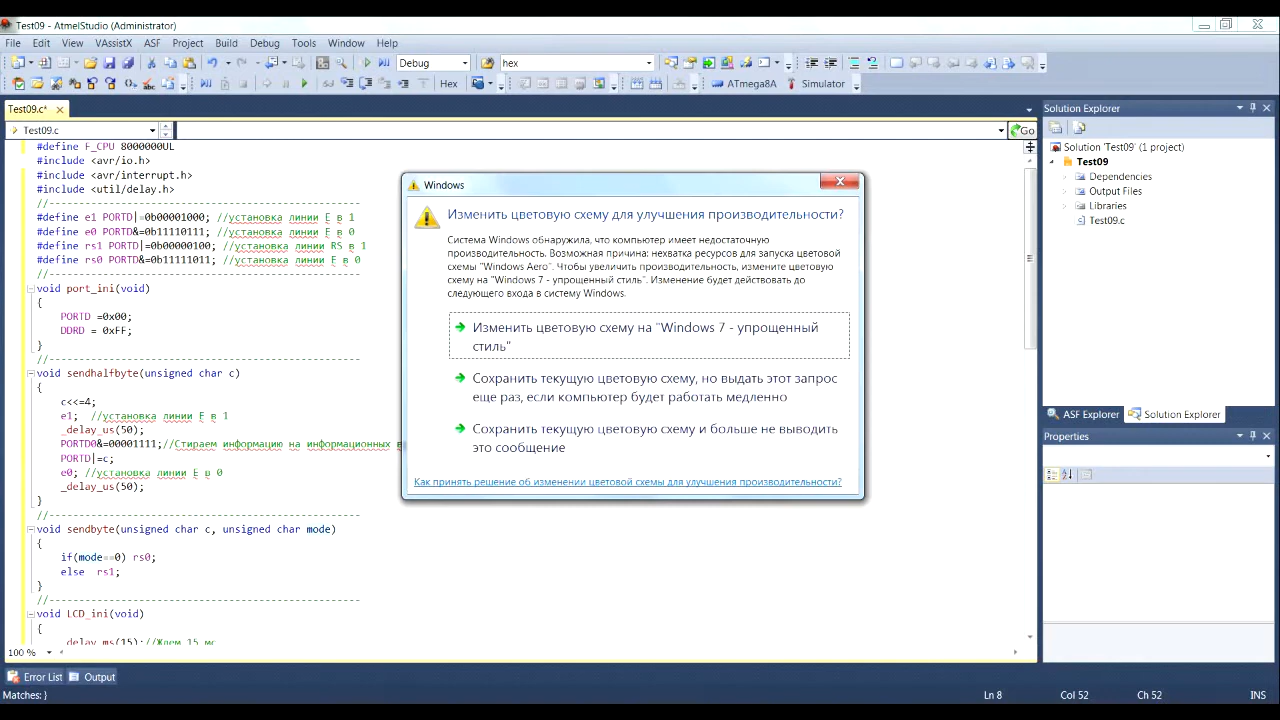 Test09 - AtmelStudio (Administrator)
File Edit View VAssistX ASF Project Build Debug Tools Window Help
Debug hex
Hex ATmega8A Simulator
Test09.c*
Test09.c Go
#define F_CPU 8000000UL
#include <avr/io.h>
#include <avr/interrupt.h>
#include <util/delay.h>
//----------------------------------------
#define e1 PORTD|=0b00001000; //установка линии E в 1
#define e0 PORTD&=0b11110111; //установка линии E в 0
#define rs1 PORTD|=0b00000100; //установка линии RS в 1
#define rs0 PORTD&=0b11111011; //установка линии E в 0
//----------------------------------------
void port_ini(void)
{
PORTD =0x00;
DDRD = 0xFF;
}
//----------------------------------------
void sendhalfbyte(unsigned char c)
{
c<<=4;
e1; //установка линии E в 1
_delay_us(50);
PORTD0&=00001111;//Стираем информацию на информационных в
PORTD|=c;
e0; //установка линии E в 0
_delay_us(50);
}
//----------------------------------------
void sendbyte(unsigned char c, unsigned char mode)
{
if(mode==0) rs0;
else rs1;
}
//----------------------------------------
void LCD_ini(void)
{
_delay_ms(15);//Ждем 15 мс
100 %
Windows
Изменить цветовую схему для улучшения производительности?
Система Windows обнаружила, что компьютер имеет недостаточную
производительность. Возможная причина: нехватка ресурсов для запуска цветовой
схемы "Windows Aero". Чтобы увеличить производительность, измените цветовую
схему на "Windows 7 - упрощенный стиль". Изменение будет действовать до
следующего входа в систему Windows.
Изменить цветовую схему на "Windows 7 - упрощенный
стиль"
Сохранить текущую цветовую схему, но выдать этот запрос
еще раз, если компьютер будет работать медленно
Сохранить текущую цветовую схему и больше не выводить
это сообщение
Как принять решение об изменении цветовой схемы для улучшения производительности?
Solution Explorer
Solution 'Test09' (1 project)
Test09
Dependencies
Output Files
Libraries
Test09.c
ASF Explorer Solution Explorer
Properties
Error List Output
Matches: } Ln 8 Col 52 Ch 52 INS